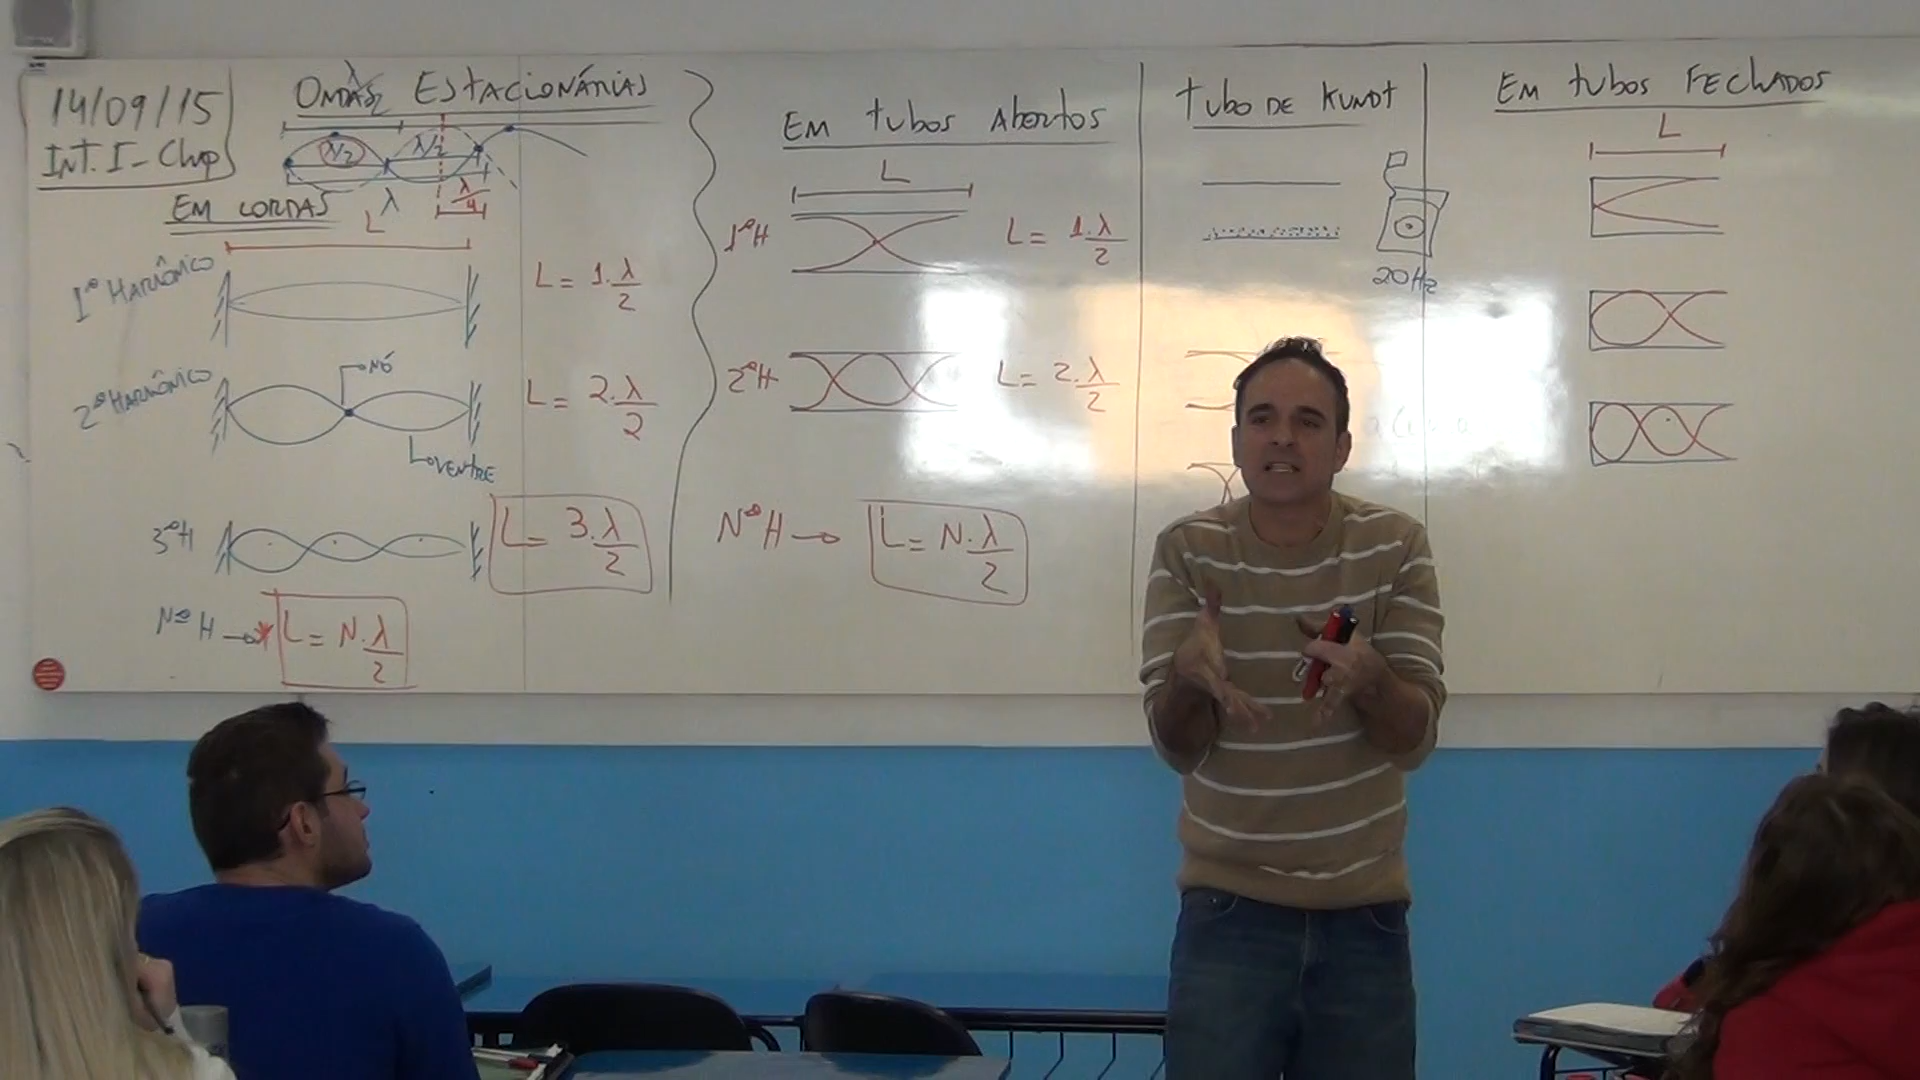 14/09/15
INT. I - Chap
ONDAS ESTACIONÁRIAS
λ/2
λ/2
λ
λ/4
EM CORDAS
L
1º HARMÔNICO
L = 1.λ/2
2º HARMÔNICO
NÓ
VENTRE
L = 2.λ/2
3º H
L = 3.λ/2
Nº H → * L = N.λ/2
EM tubos Abertos
L
1º H
L = 1.λ/2
2º H
L = 2.λ/2
Nº H → L = N.λ/2
tubo DE KUNDT
20 Hz
EM tubos FECHADOS
L